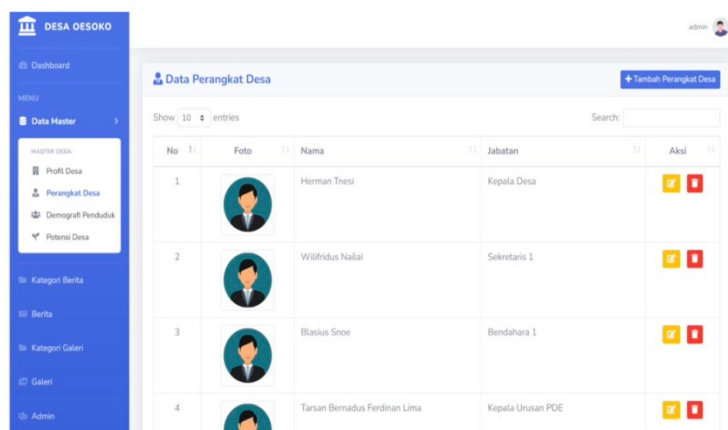 DESA OESOKO
admin
Dashboard
MENU
Data Master
MASTER DESA:
Profil Desa
Perangkat Desa
Demografi Penduduk
Potensi Desa
Kategori Berita
Berita
Kategori Galeri
Galeri
Admin
Data Perangkat Desa
+ Tambah Perangkat Desa
Show 10 entries
Search:
No Foto Nama Jabatan Aksi
1 Herman Tnesi Kepala Desa
2 Wilifridus Nailai Sekretaris 1
3 Blasius Snoe Bendahara 1
4 Tarsan Bernadus Ferdinan Lima Kepala Urusan PDE